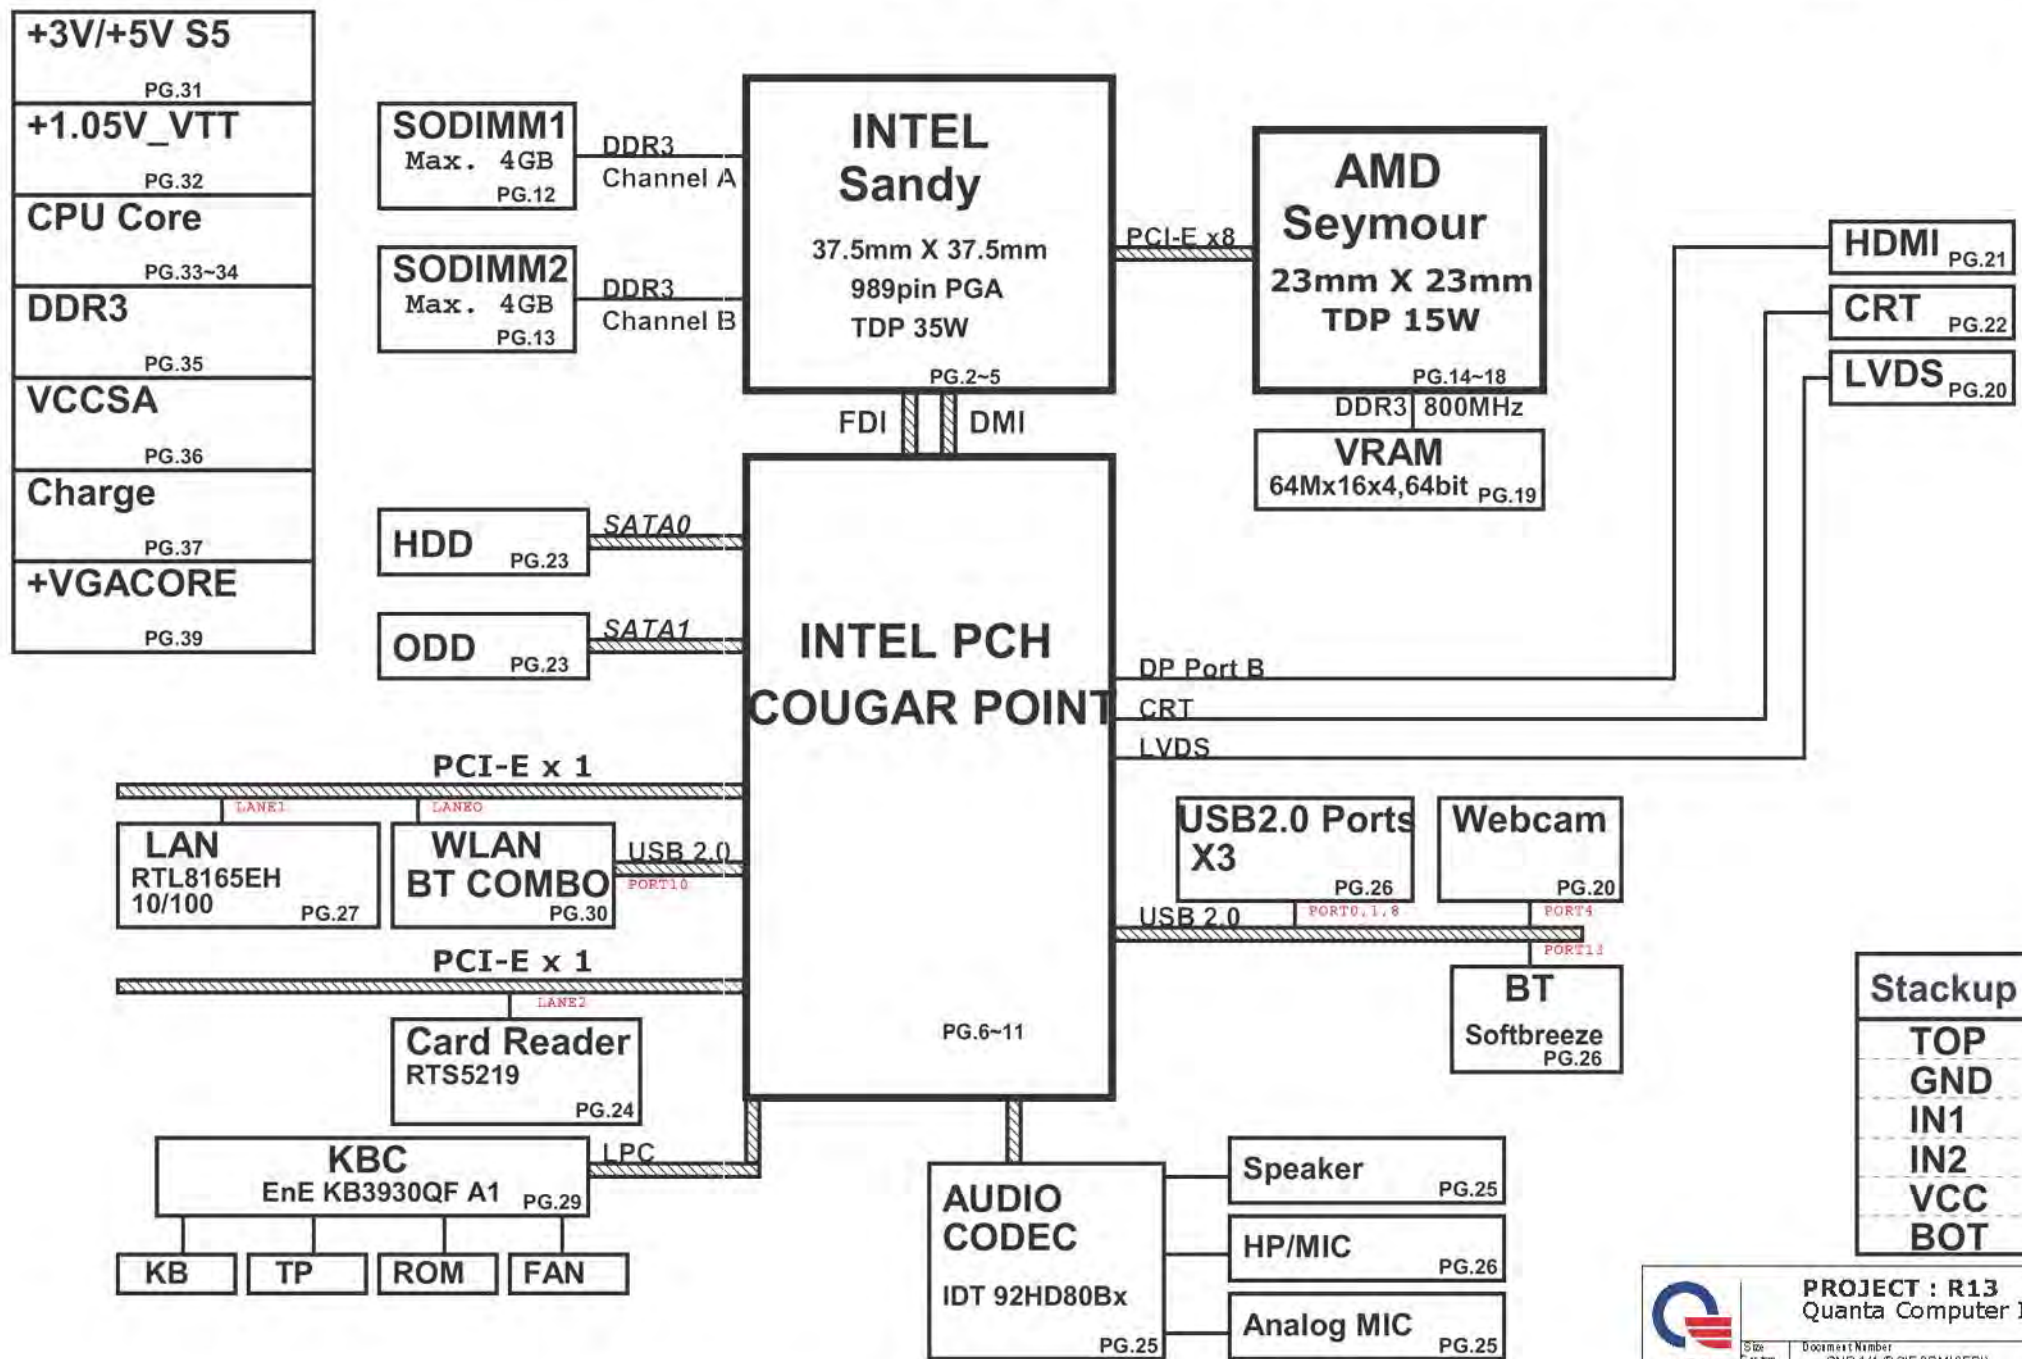 +3V/+5V S5
PG.31
+1.05V_VTT
PG.32
CPU Core
PG.33~34
DDR3
PG.35
VCCSA
PG.36
Charge
PG.37
+VGACORE
PG.39
SODIMM1
Max. 4GB
PG.12
DDR3
Channel A
SODIMM2
Max. 4GB
PG.13
DDR3
Channel B
INTEL
Sandy
37.5mm X 37.5mm
989pin PGA
TDP 35W
PG.2~5
PCI-E x8
AMD
Seymour
23mm X 23mm
TDP 15W
PG.14~18
DDR3 800MHz
VRAM
64Mx16x4,64bit PG.19
HDMI PG.21
CRT PG.22
LVDS PG.20
FDI DMI
HDD PG.23
SATA0
ODD PG.23
SATA1
INTEL PCH
COUGAR POINT
PG.6~11
DP Port B
CRT
LVDS
PCI-E x 1
LANE1 LANE0
LAN
RTL8165EH
10/100 PG.27
WLAN
BT COMBO
PG.30
USB 2.0
PORT10
PCI-E x 1
LANE2
Card Reader
RTS5219
PG.24
USB2.0 Ports
X3
PG.26
Webcam
PG.20
USB 2.0
PORT0,1,8
PORT4
PORT13
BT
Softbreeze
PG.26
KBC
EnE KB3930QF A1 PG.29
LPC
KB TP ROM FAN
AUDIO
CODEC
IDT 92HD80Bx
PG.25
Speaker PG.25
HP/MIC PG.26
Analog MIC PG.25
Stackup
TOP
GND
IN1
IN2
VCC
BOT
PROJECT : R13
Quanta Computer
Size
Document Number